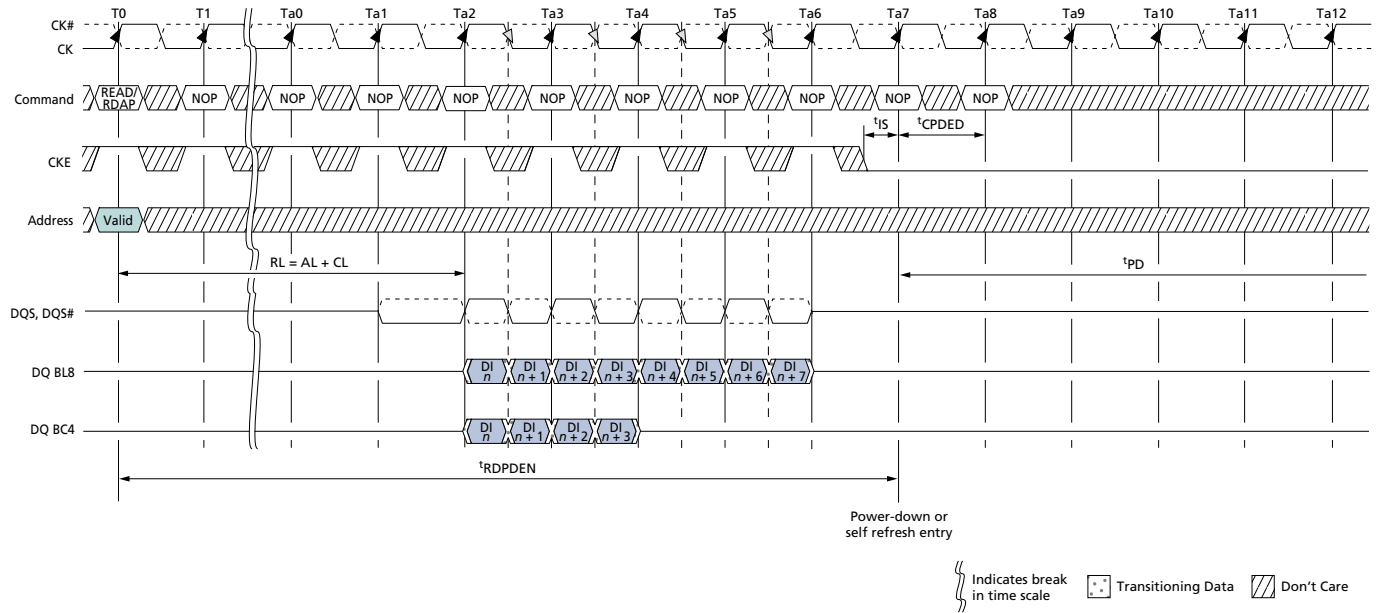 T0 T1 Ta0 Ta1 Ta2 Ta3 Ta4 Ta5 Ta6 Ta7 Ta8 Ta9 Ta10 Ta11 Ta12
CK#
CK
Command READ/ RDAP NOP NOP NOP NOP NOP NOP NOP NOP NOP NOP
tIS tCPDED
CKE
Address Valid
RL = AL + CL tPD
DQS, DQS#
DQ BL8 DI n DI n + 1 DI n + 2 DI n + 3 DI n + 4 DI n+ 5 DI n + 6 DI n + 7
DQ BC4 DI n DI n + 1 DI n + 2 DI n + 3
tRDPDEN
Power-down or
self refresh entry
Indicates break
in time scale
Transitioning Data
Don't Care